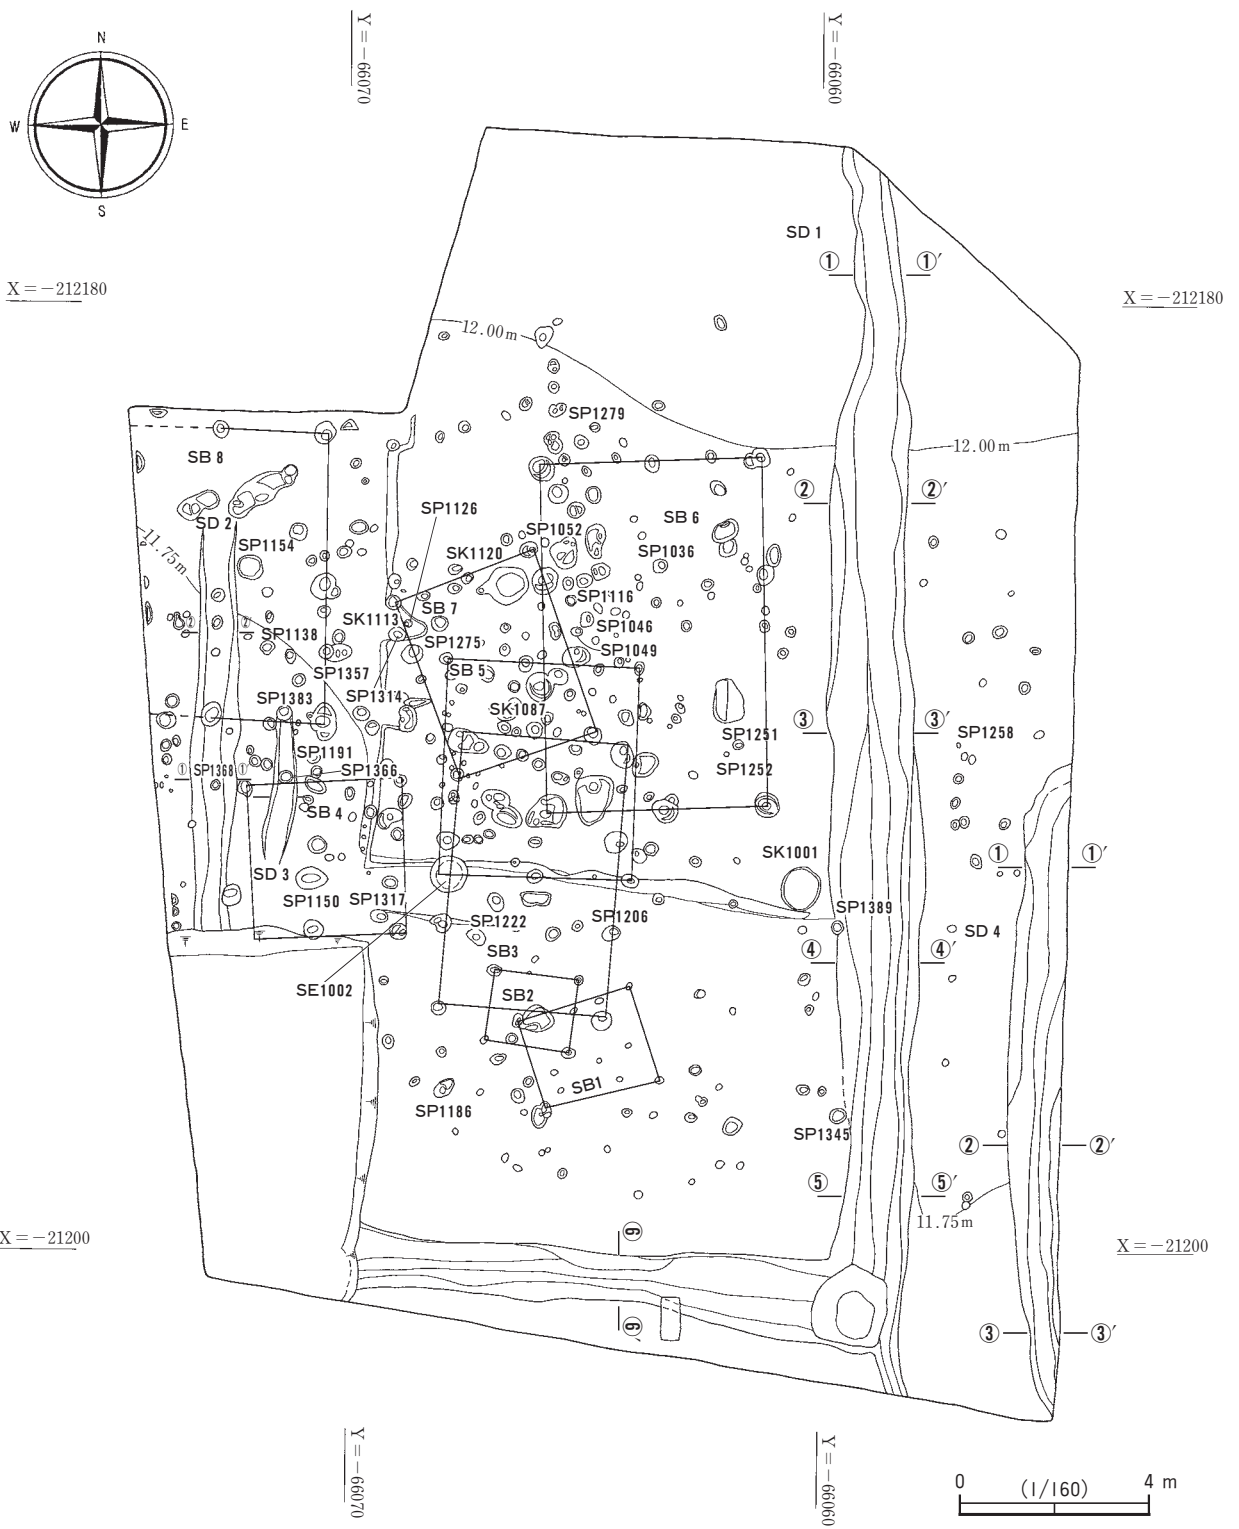 Y=-66070
Y=-66060
N
W
E
S
SD 1
① ①′
X=-212180
X=-212180
12.00m
SP1279
12.00m
SB 8
② ②′
SP1126
SB 6
SD 2
SP1052
11.75m
SP1154
SK1120
SP1036
SP1116
SB 7
SK1113
② ②
SP1138
SP1046
SP1275
SP1049
SP1357
SB 5
SP1383
SP1314
SK1087
③ ③′
SP1251
SP1258
SP1191
① SP1368 ①
SP1366
SP1252
SB 4
SK1001
① ①′
SD 3
SP1150
SP1317
SP1389
SP1222
SP1206
SD 4
SB3
④ ④′
SE1002
SB2
SB1
SP1186
SP1345
② ②′
⑤ ⑤′
11.75m
⑥
X=-21200
X=-21200
⑥′
③ ③′
Y=-66070
Y=-66060
0 (1/160) 4 m